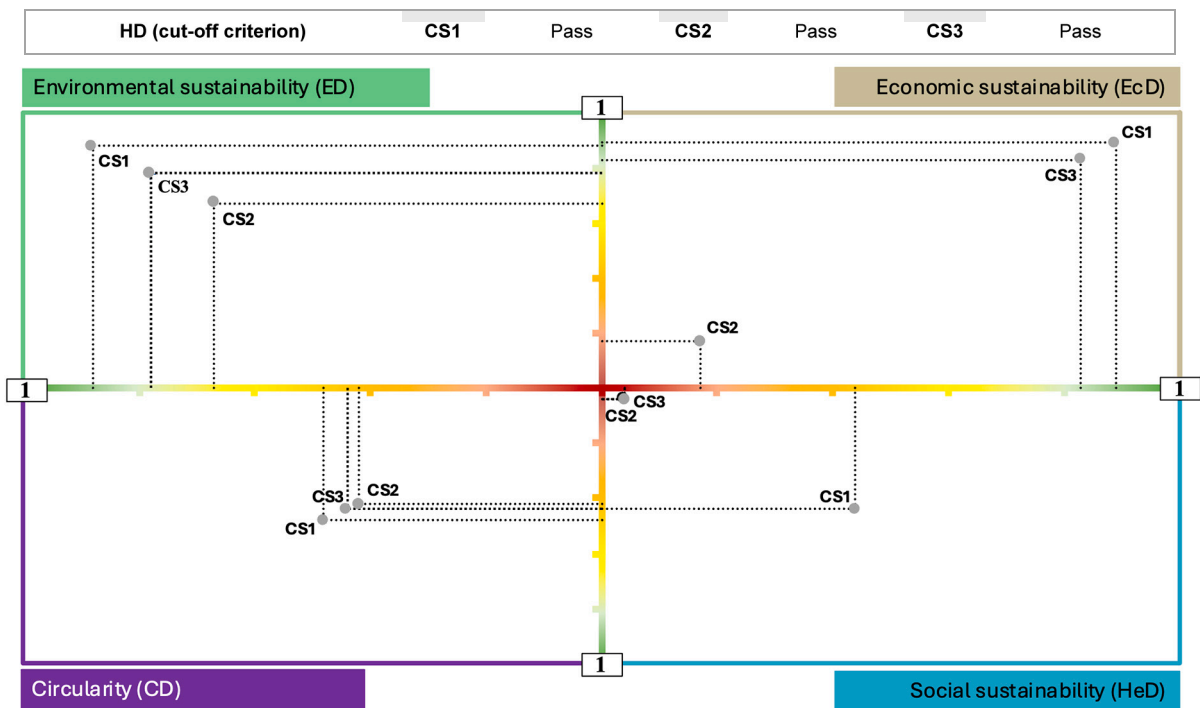 HD (cut-off criterion) CS1 Pass CS2 Pass CS3 Pass
Environmental sustainability (ED)
Economic sustainability (EcD)
1
CS1
CS1
CS3
CS3
CS2
CS2
1
1
CS3
CS2
CS3
CS2
CS1
CS1
1
Circularity (CD)
Social sustainability (HeD)